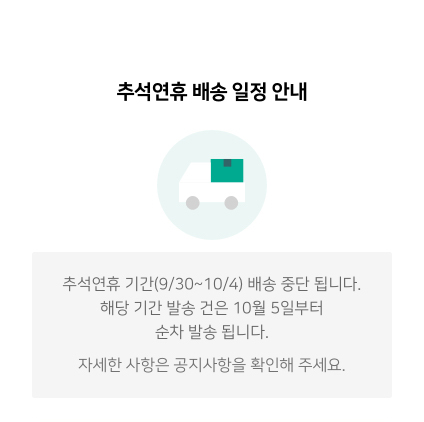 추석연휴 배송 일정 안내
추석연휴 기간(9/30~10/4) 배송 중단 됩니다.
해당 기간 발송 건은 10월 5일부터
순차 발송 됩니다.
자세한 사항은 공지사항을 확인해 주세요.